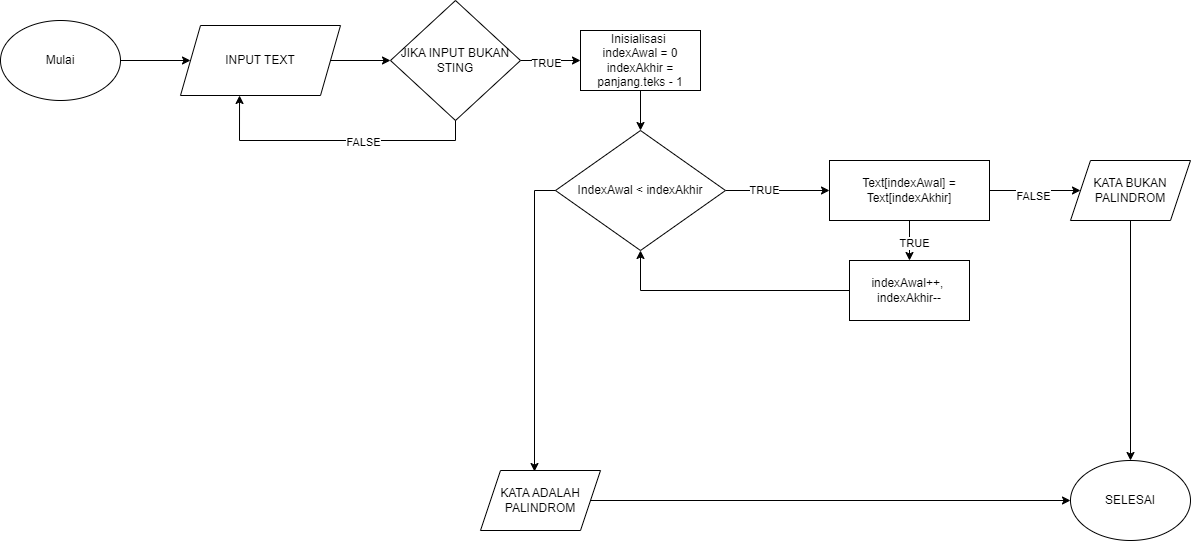 Mulai
INPUT TEXT
JIKA INPUT BUKAN
STING
TRUE
FALSE
Inisialisasi
indexAwal = 0
indexAkhir =
panjang.teks - 1
IndexAwal < indexAkhir
TRUE
Text[indexAwal] =
Text[indexAkhir]
FALSE
KATA BUKAN
PALINDROM
TRUE
indexAwal++,
indexAkhir--
KATA ADALAH
PALINDROM
SELESAI